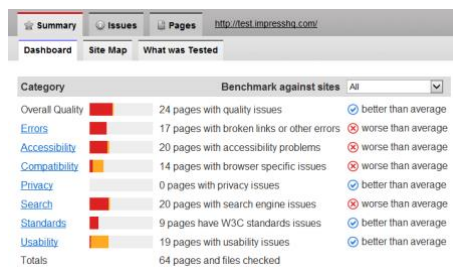 Summary Issues Pages http://test.impresshq.com/
Dashboard Site Map What was Tested
Category Benchmark against sites All
Overall Quality 24 pages with quality issues better than average
Errors 17 pages with broken links or other errors worse than average
Accessibility 20 pages with accessibility problems worse than average
Compatibility 14 pages with browser specific issues worse than average
Privacy 0 pages with privacy issues better than average
Search 20 pages with search engine issues worse than average
Standards 9 pages have W3C standards issues better than average
Usability 19 pages with usability issues better than average
Totals 64 pages and files checked